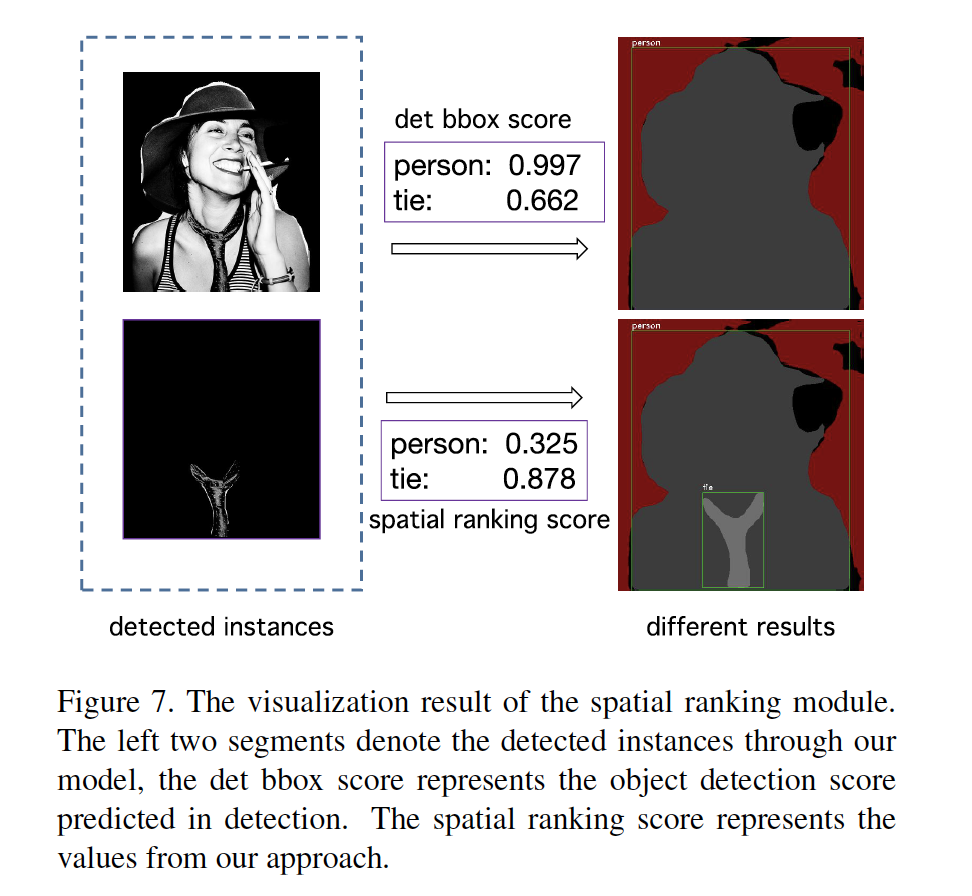 person
det bbox score
person: 0.997
tie: 0.662
person
person: 0.325
tie: 0.878
tie
spatial ranking score
detected instances
different results
Figure 7. The visualization result of the spatial ranking module.
The left two segments denote the detected instances through our
model, the det bbox score represents the object detection score
predicted in detection. The spatial ranking score represents the
values from our approach.